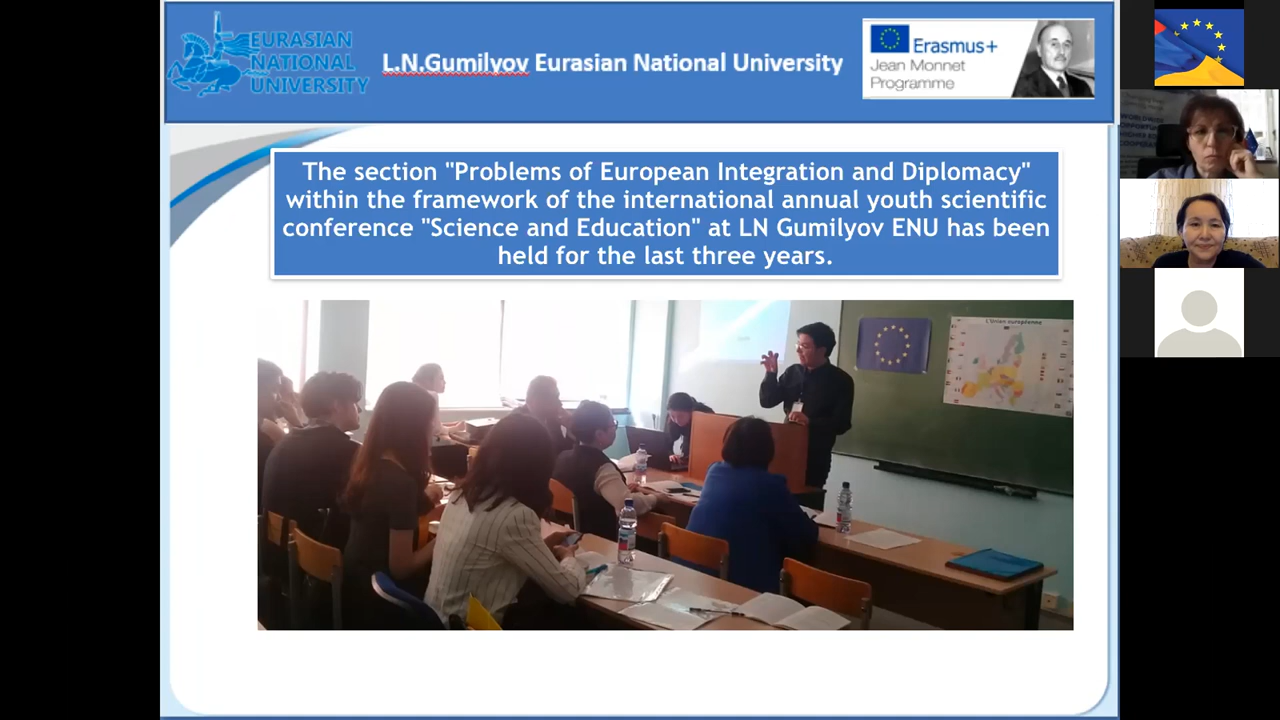 EURASIAN
NATIONAL
UNIVERSITY
L.N.Gumilyov Eurasian National University
Erasmus+
Jean Monnet
Programme
The section "Problems of European Integration and Diplomacy"
within the framework of the international annual youth scientific
conference "Science and Education" at LN Gumilyov ENU has been
held for the last three years.
L'Union européenne